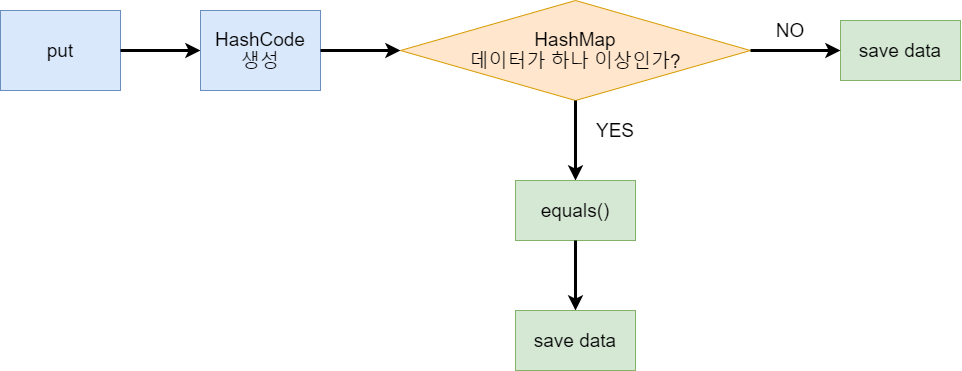 put
HashCode
생성
HashMap
데이터가 하나 이상인가?
NO
save data
YES
equals()
save data